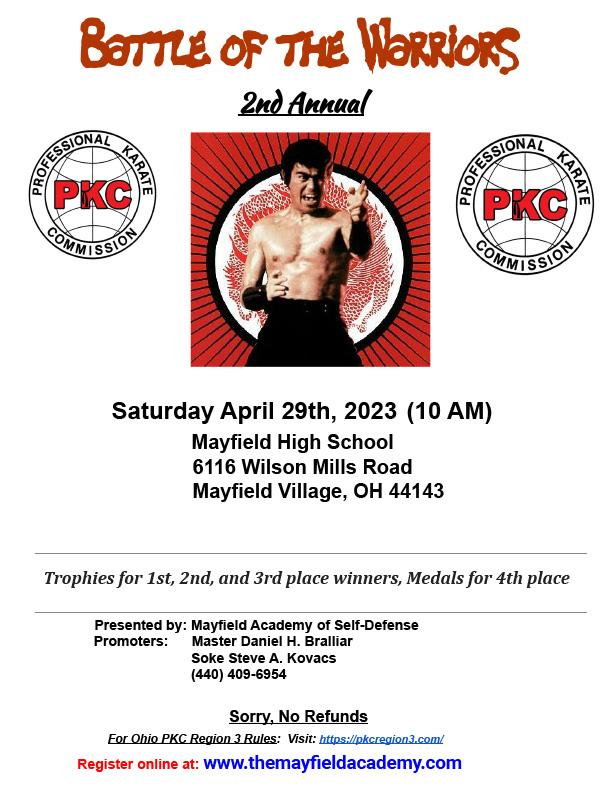 Battle of the Warriors
2nd Annual
PROFESSIONAL KARATE
PKC
COMMISSION
PROFESSIONAL KARATE
PKC
COMMISSION
Saturday April 29th, 2023 (10 AM)
Mayfield High School
6116 Wilson Mills Road
Mayfield Village, OH 44143
Trophies for 1st, 2nd, and 3rd place winners, Medals for 4th place
Presented by: Mayfield Academy of Self-Defense
Promoters: Master Daniel H. Bralliar
Soke Steve A. Kovacs
(440) 409-6954
Sorry, No Refunds
For Ohio PKC Region 3 Rules: Visit: https://pkcregion3.com/
Register online at: www.themayfieldacademy.com